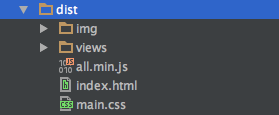 dist
img
views
all.min.js
index.html
main.css